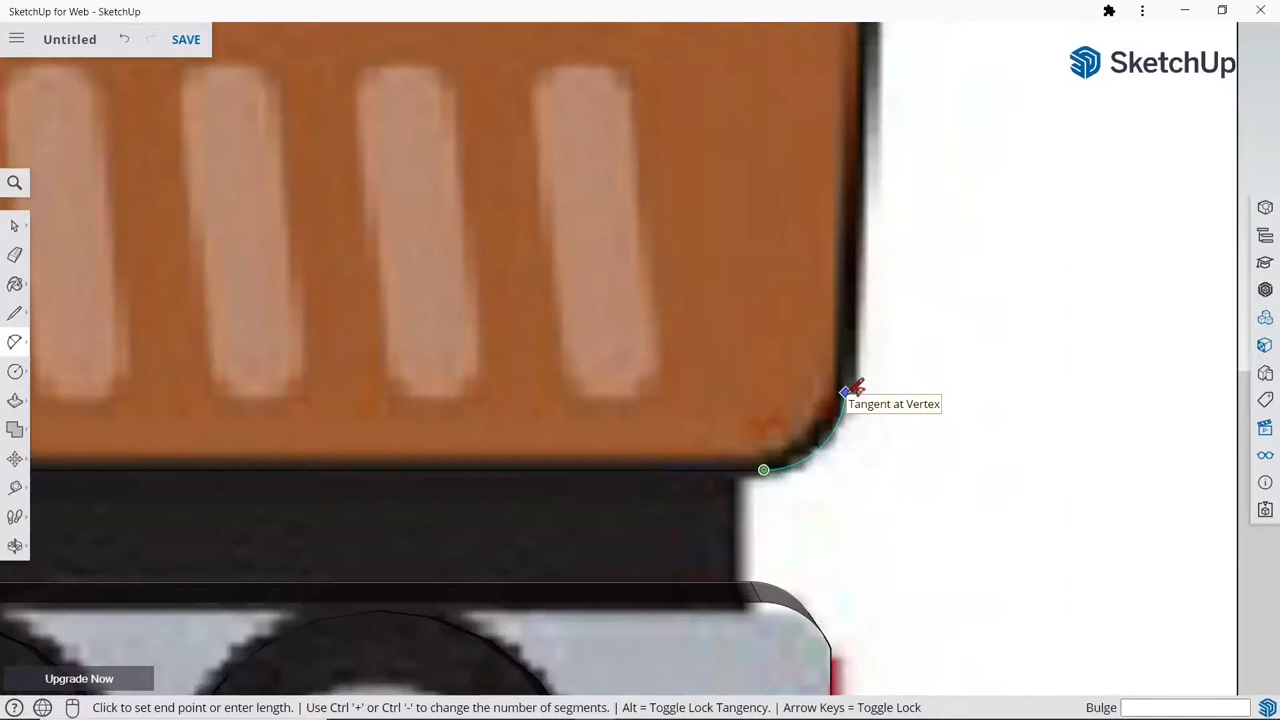 SketchUp for Web - SketchUp
Untitled
SAVE
SketchUp
Tangent at Vertex
Upgrade Now
Click to set end point or enter length. | Use Ctrl '+' or Ctrl '-' to change the number of segments. | Alt = Toggle Lock Tangency. | Arrow Keys = Toggle Lock
Bulge